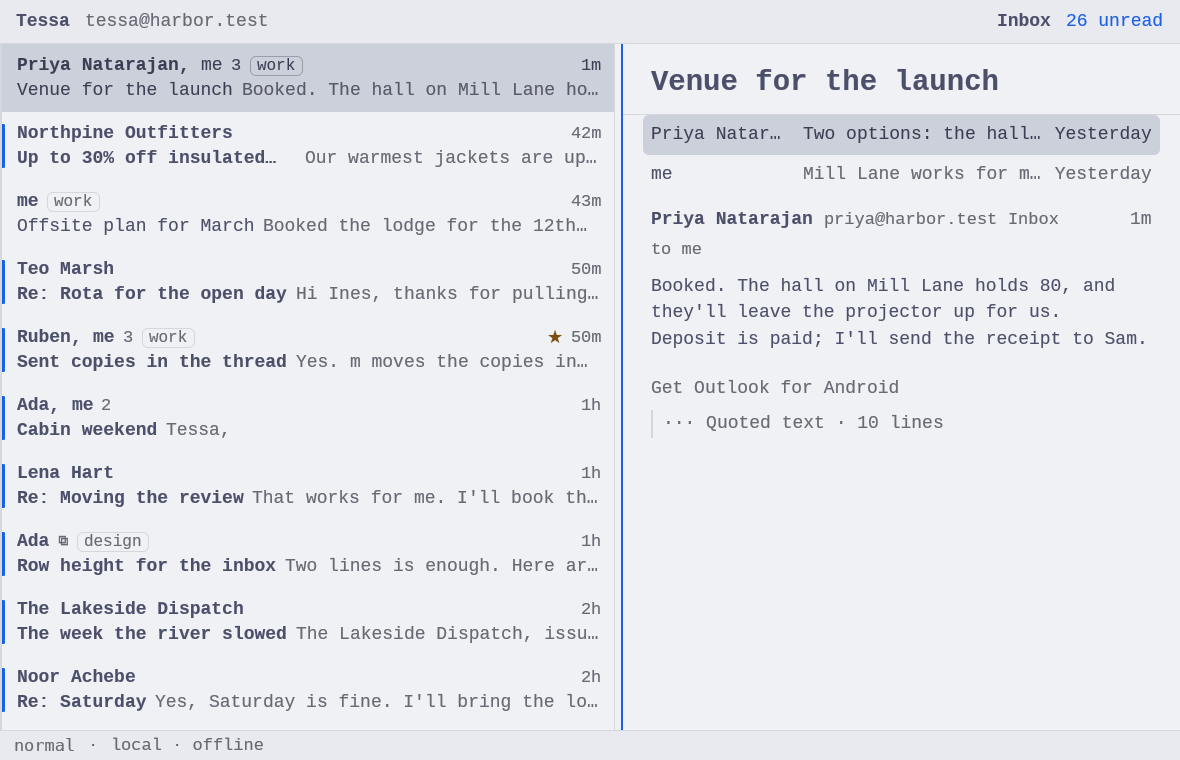 Tessa tessa@harbor.test
Inbox 26 unread
Priya Natarajan, me 3 work 1m
Venue for the launch Booked. The hall on Mill Lane ho…
Northpine Outfitters 42m
Up to 30% off insulated… Our warmest jackets are up…
me work 43m
Offsite plan for March Booked the lodge for the 12th…
Teo Marsh 50m
Re: Rota for the open day Hi Ines, thanks for pulling…
Ruben, me 3 work ★ 50m
Sent copies in the thread Yes. m moves the copies in…
Ada, me 2 1h
Cabin weekend Tessa,
Lena Hart 1h
Re: Moving the review That works for me. I'll book th…
Ada design 1h
Row height for the inbox Two lines is enough. Here ar…
The Lakeside Dispatch 2h
The week the river slowed The Lakeside Dispatch, issu…
Noor Achebe 2h
Re: Saturday Yes, Saturday is fine. I'll bring the lo…
Venue for the launch
Priya Natar… Two options: the hall… Yesterday
me Mill Lane works for m… Yesterday
Priya Natarajan priya@harbor.test Inbox 1m
to me
Booked. The hall on Mill Lane holds 80, and
they'll leave the projector up for us.
Deposit is paid; I'll send the receipt to Sam.
Get Outlook for Android
··· Quoted text · 10 lines
normal · local · offline